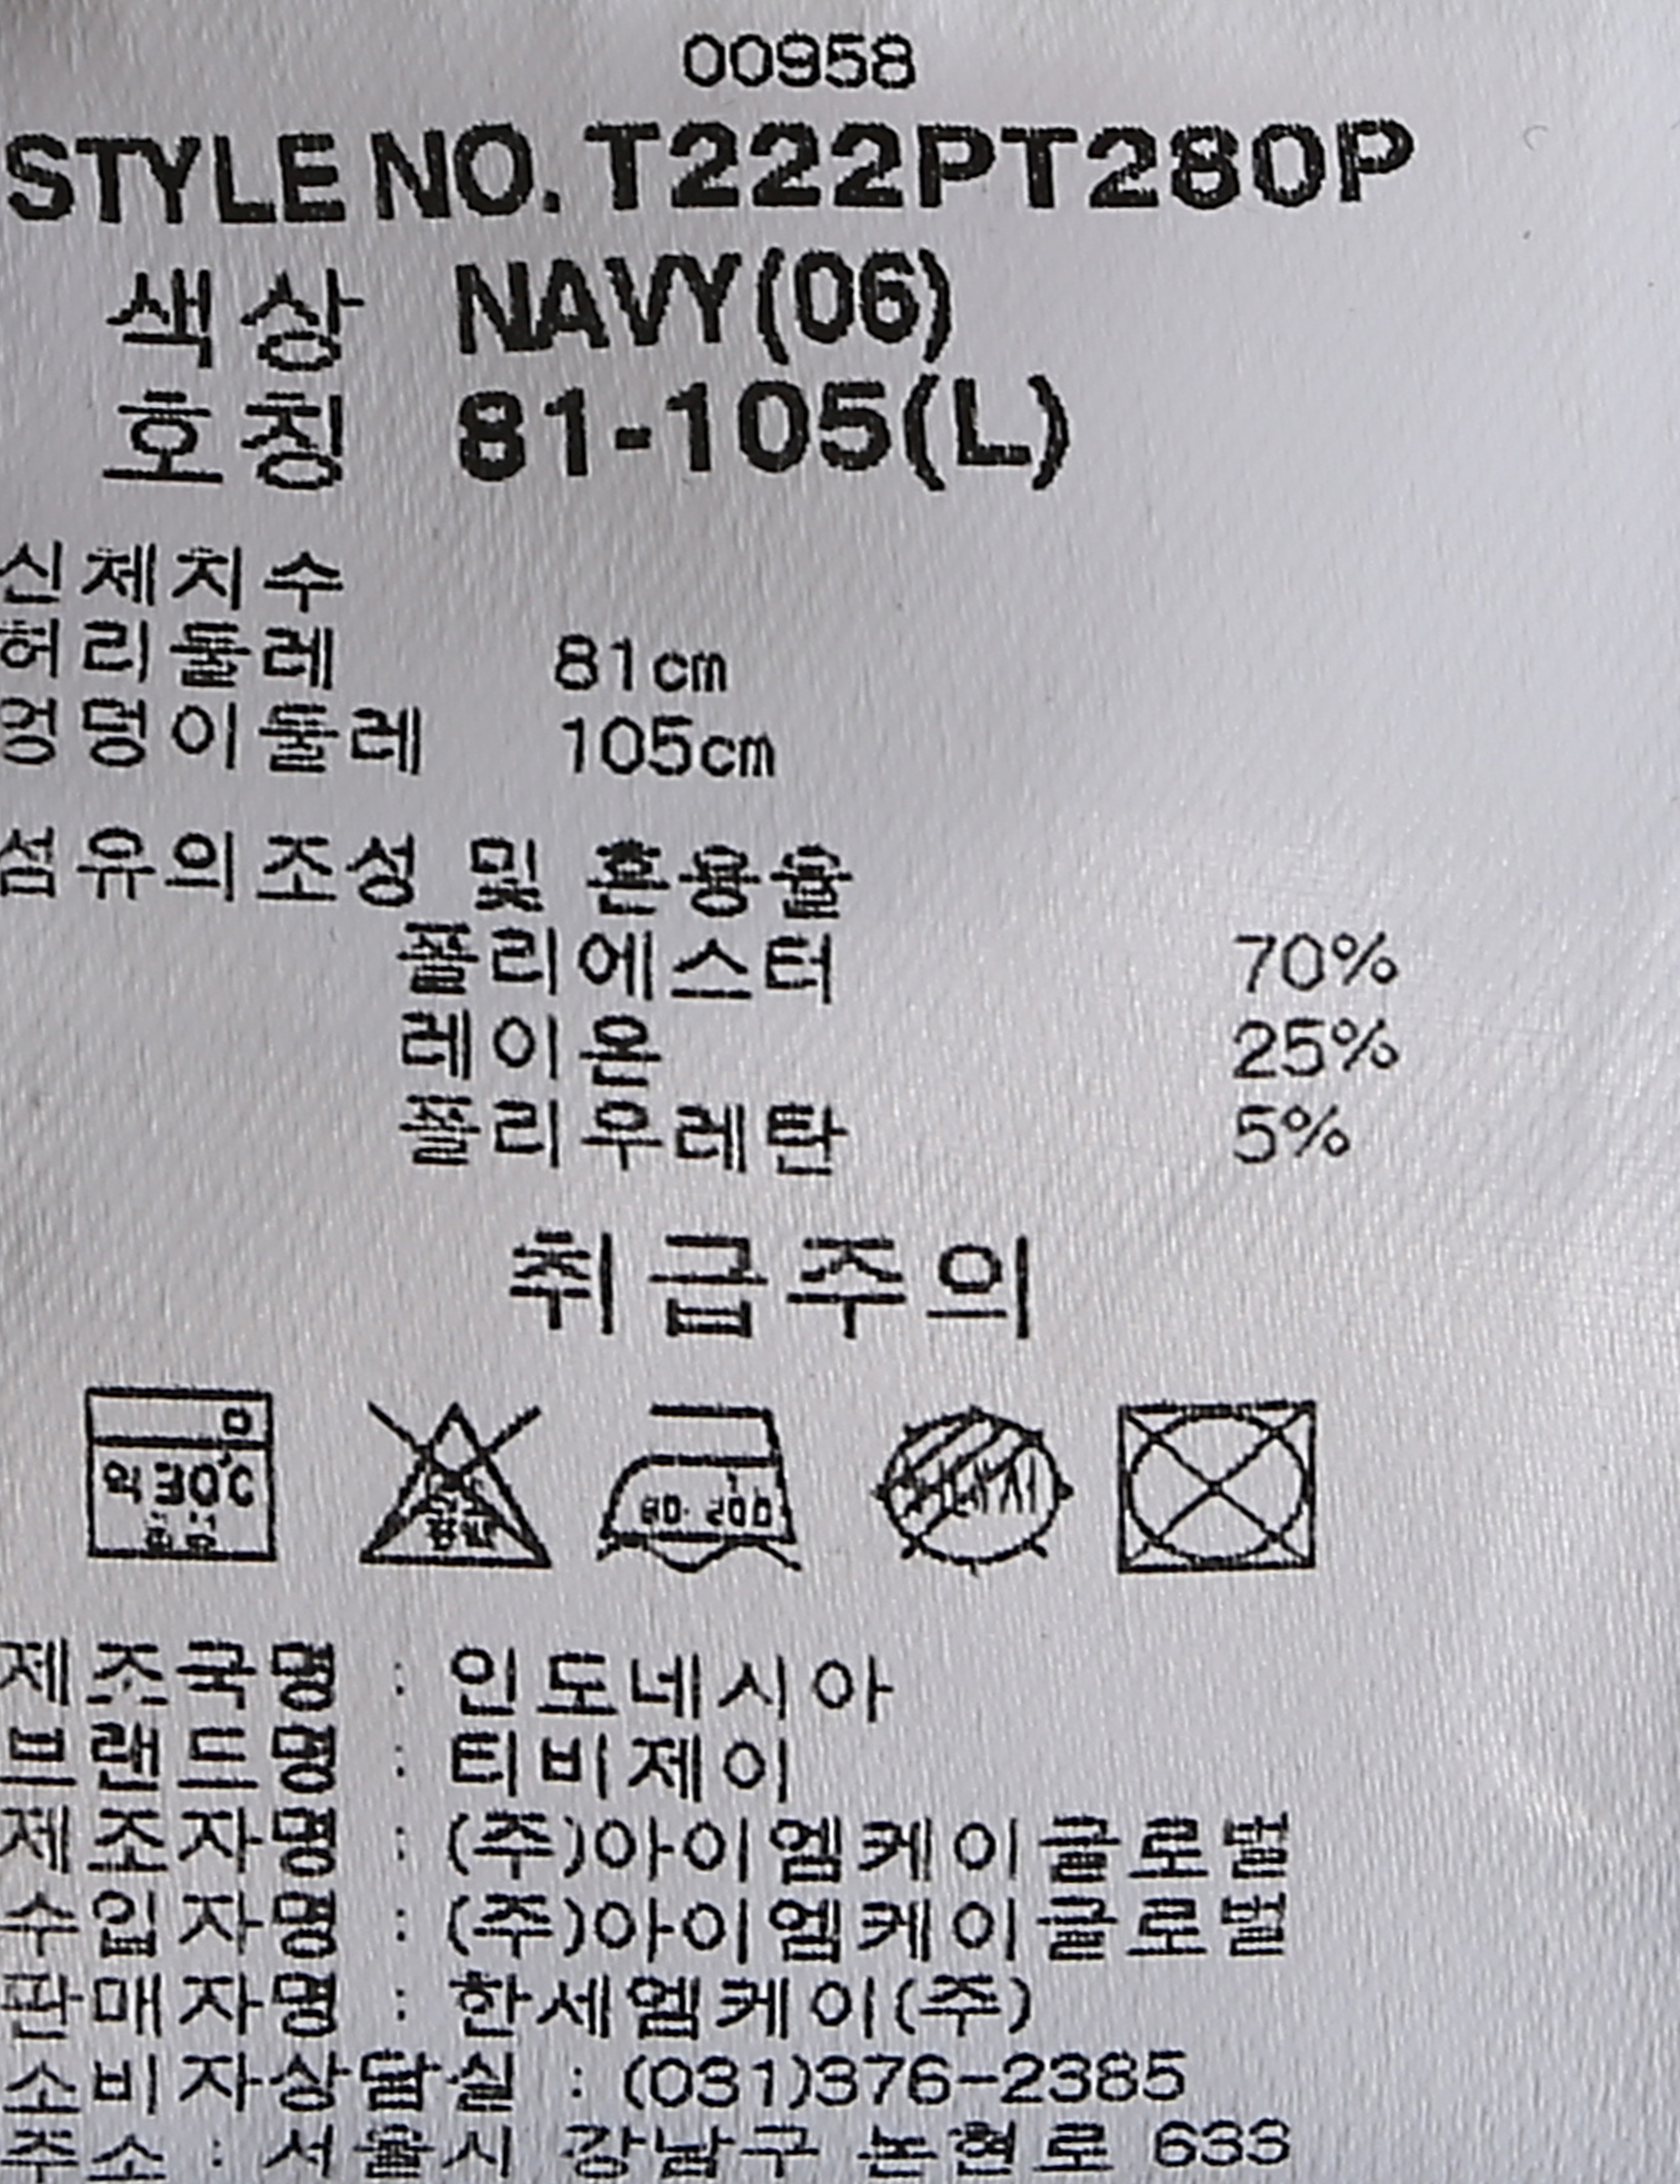 00958
STYLE NO. T222PT280P
색상 NAVY(06)
호칭 81-105(L)
신체치수
허리둘레 81cm
엉덩이둘레 105cm
섬유의조성 및 혼용율
폴리에스터 70%
레이온 25%
폴리우레탄 5%
취급주의
약 30℃
제조국명 : 인도네시아
브랜드명 : 티비제이
제조자명 : (주)아이엠케이글로벌
수입자명 : (주)아이엠케이글로벌
판매자명 : 한세엠케이(주)
소비자상담실 : (031)376-2385
주소 : 서울시 강남구 논현로 633